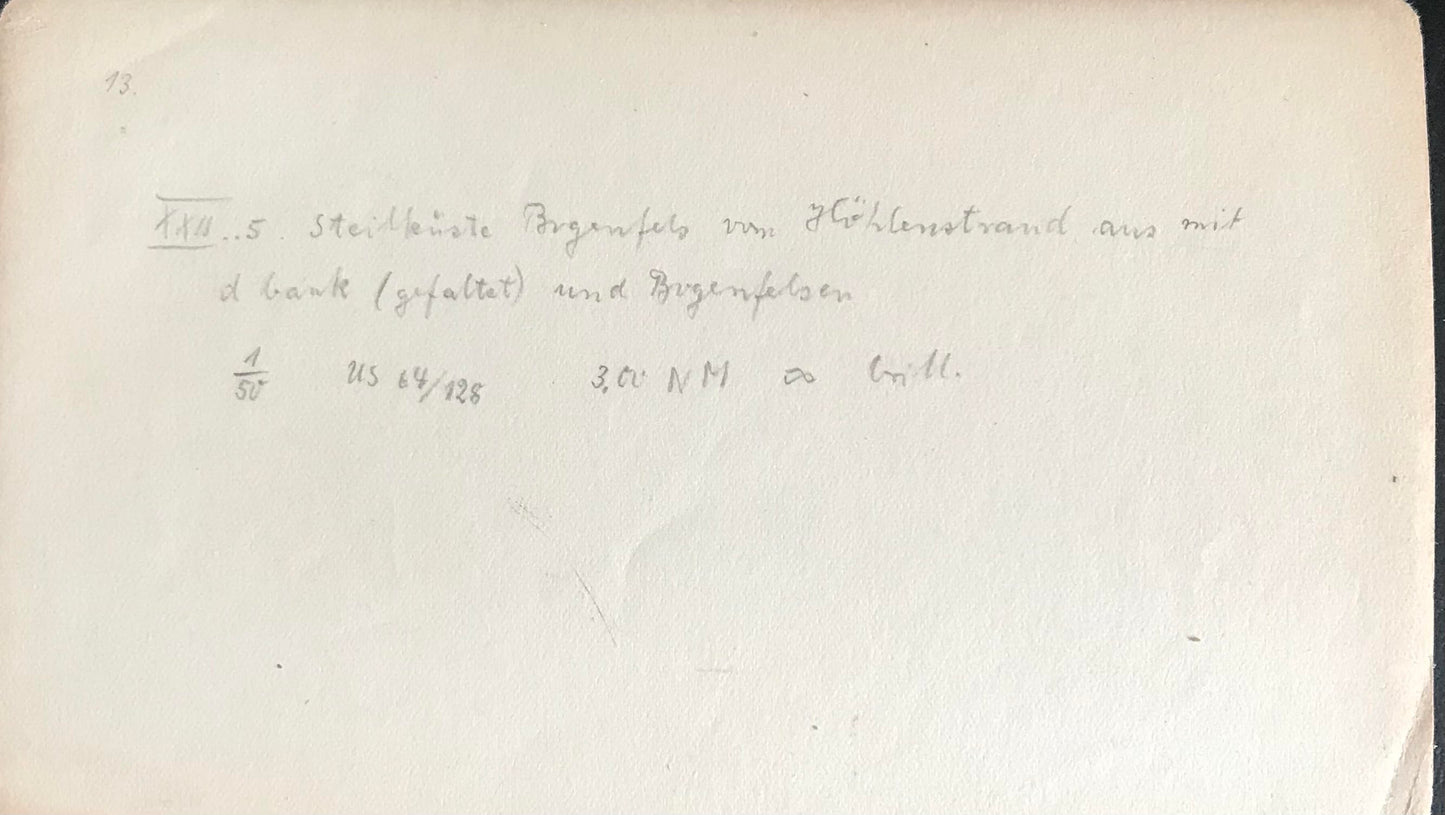 13.
XXII..5. Steilküste Bogenfels vom Höhlenstrand aus mit
d bank (gefaltet) und Bogenfelsen
1/50 US 64/128 3.00 NM ∞ brill.